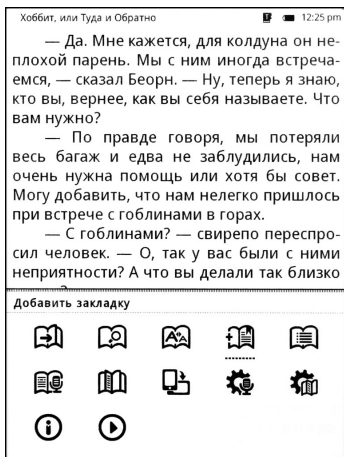 Хоббит, или Туда и Обратно 12:25 pm
— Да. Мне кажется, для колдуна он не-
плохой парень. Мы с ним иногда встреча-
емся, — сказал Беорн. — Ну, теперь я знаю,
кто вы, вернее, как вы себя называете. Что
вам нужно?
— По правде говоря, мы потеряли
весь багаж и едва не заблудились, нам
очень нужна помощь или хотя бы совет.
Могу добавить, что нам нелегко пришлось
при встрече с гоблинами в горах.
— С гоблинами? — свирепо переспро-
сил человек. — О, так у вас были с ними
неприятности? А что вы делали так близко
Добавить закладку